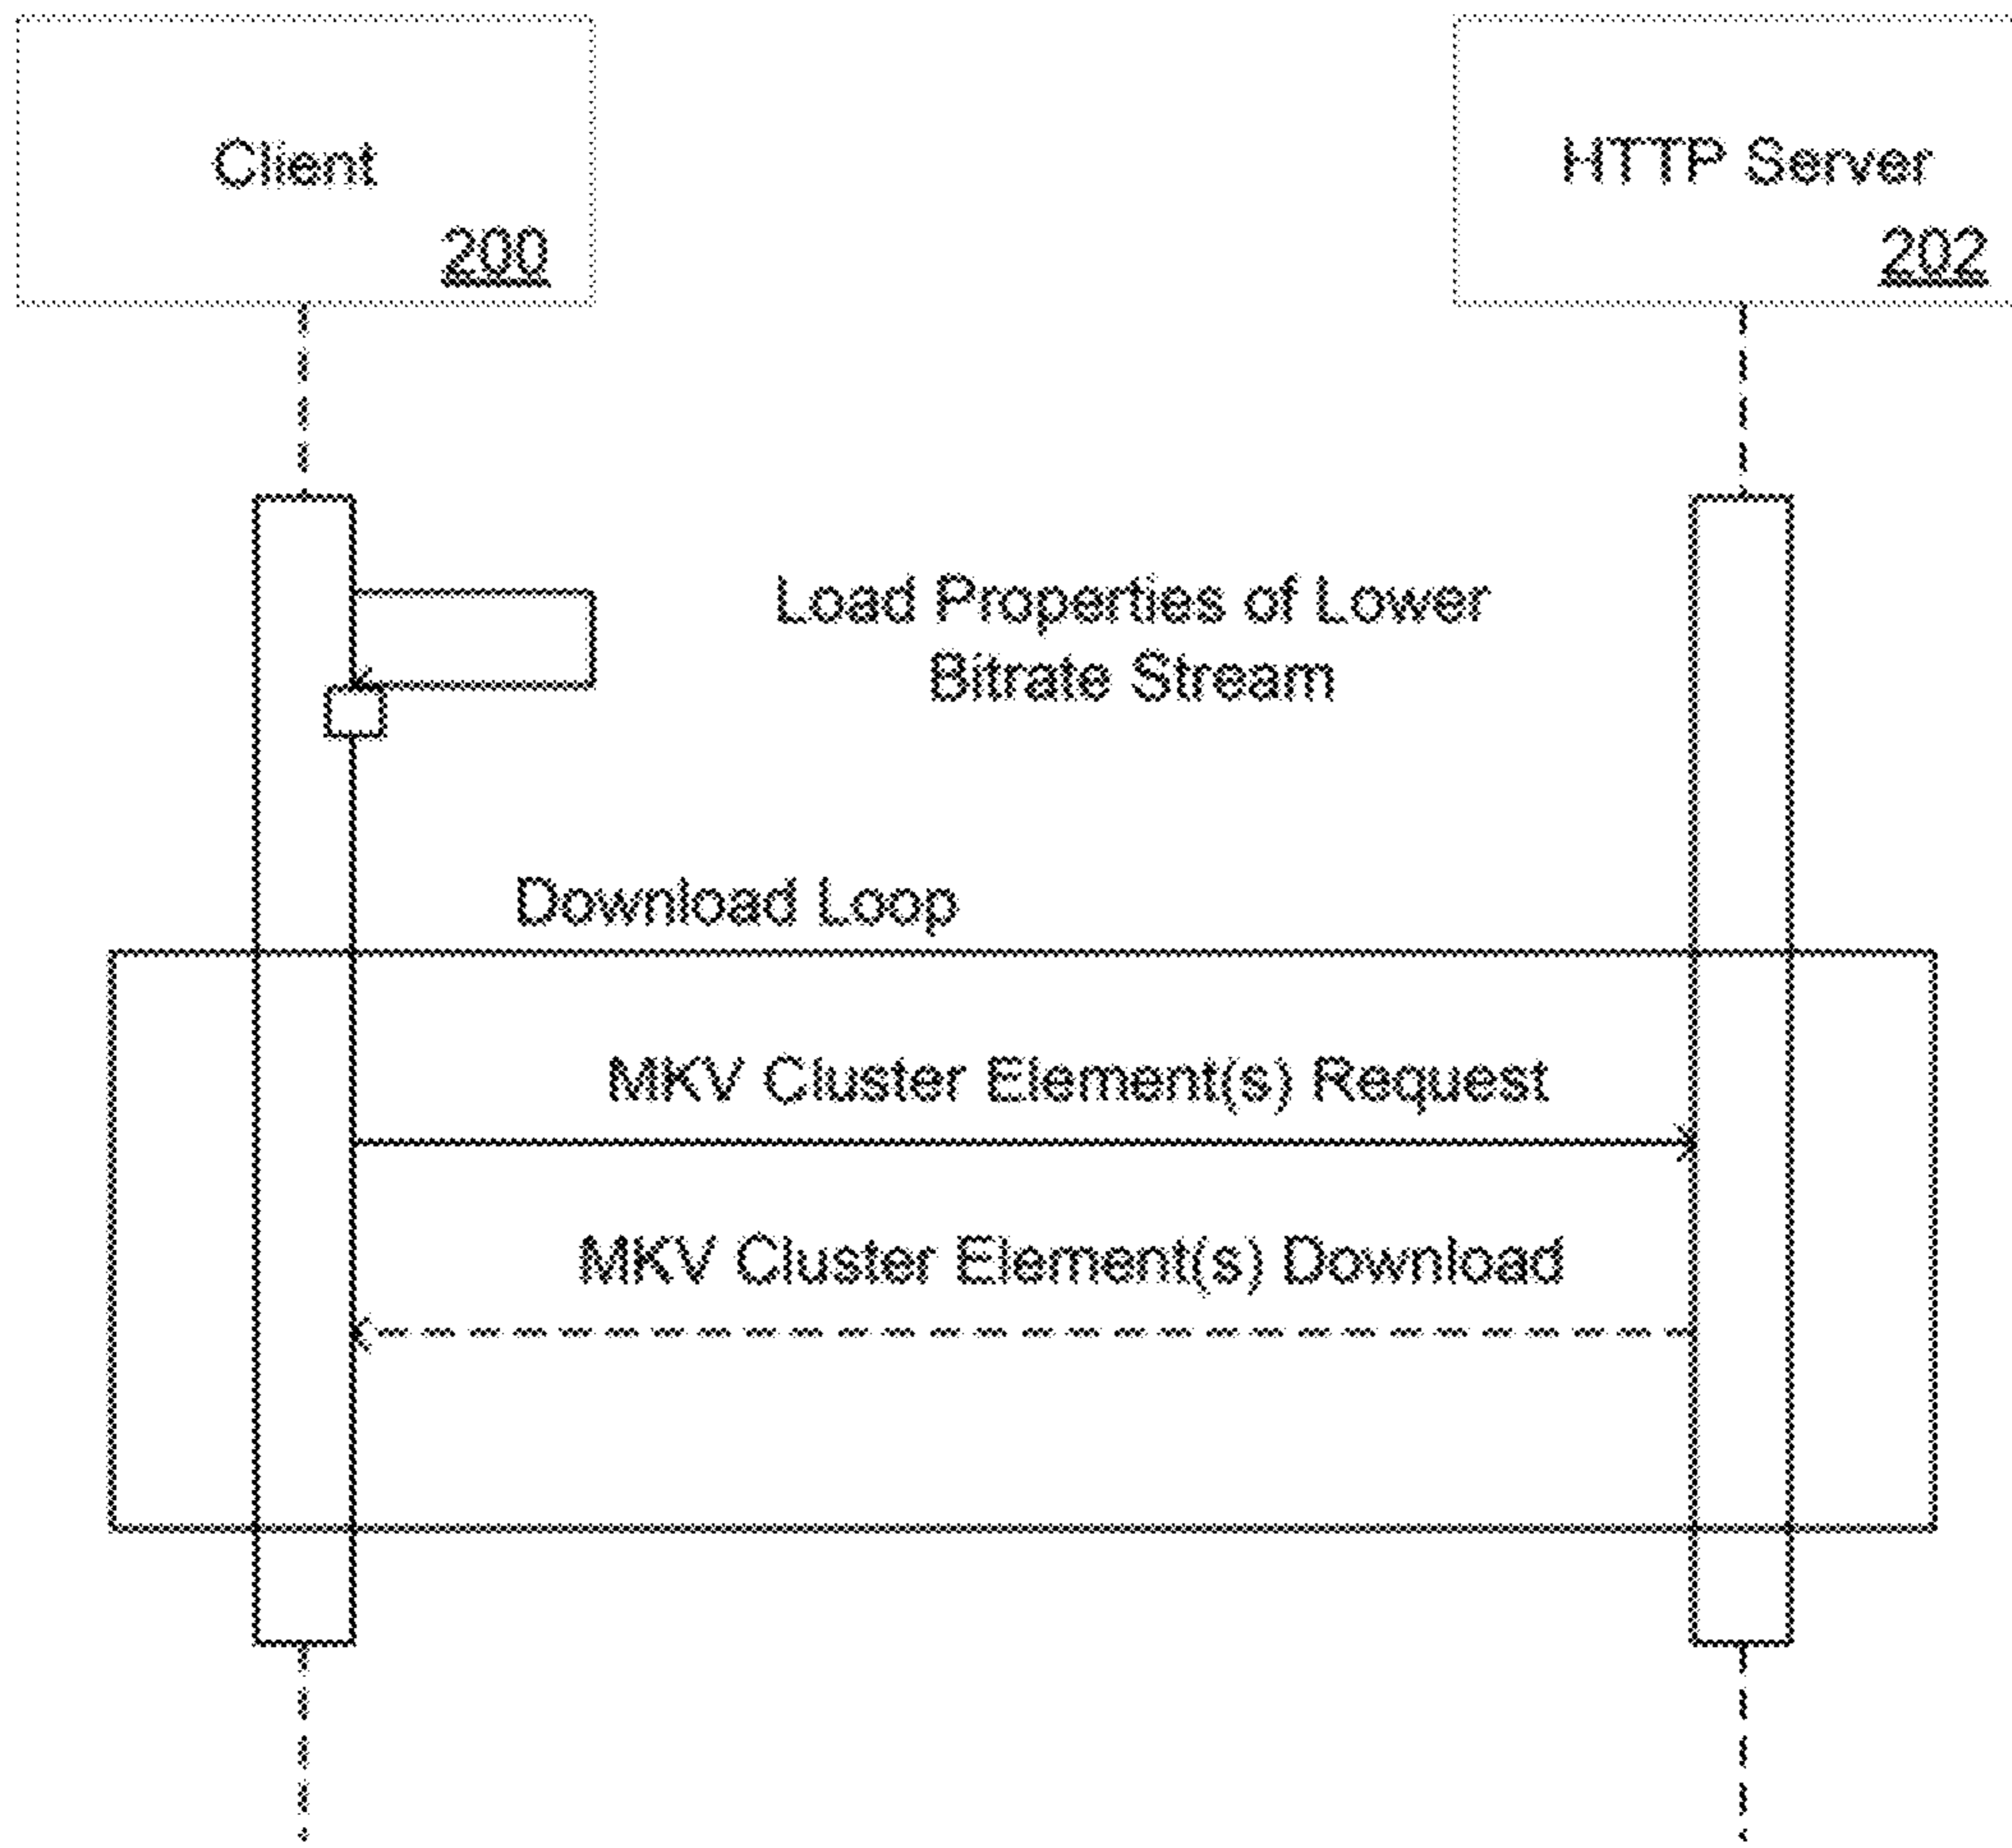 Client
200
HTTP Server
202
Load Properties of Lower
Bitrate Stream
Download Loop
MKV Cluster Element(s) Request
MKV Cluster Element(s) Download